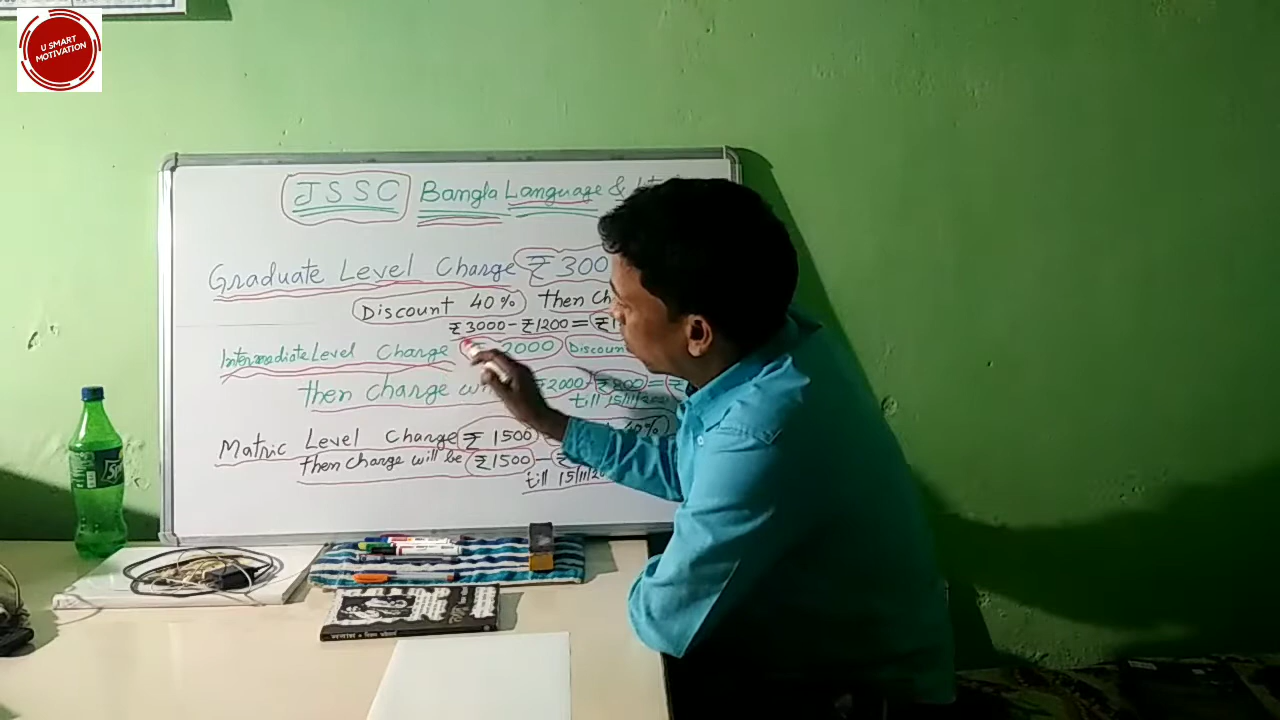 U SMART
MOTIVATION
JSSC Bangla Language &
Graduate Level Charge ₹300
Discount 40% then Ch
₹3000-₹1200=₹1
Intermediate Level Charge ₹2000 Discoun
then charge wi ₹2000-₹800=₹
till 15/11/202
Matric Level Charge ₹1500 40%
then charge will be ₹1500-₹
till 15/11/20